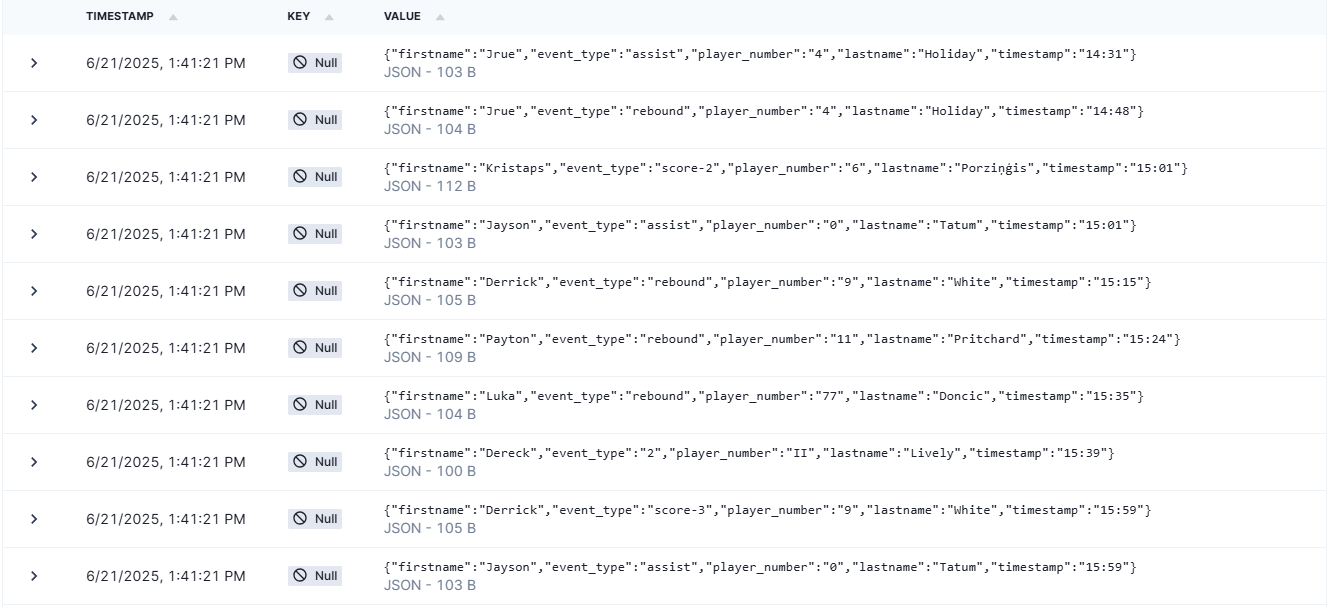 TIMESTAMP KEY VALUE
6/21/2025, 1:41:21 PM Null {"firstname":"Jrue","event_type":"assist","player_number":"4","lastname":"Holiday","timestamp":"14:31"}
JSON - 103 B
6/21/2025, 1:41:21 PM Null {"firstname":"Jrue","event_type":"rebound","player_number":"4","lastname":"Holiday","timestamp":"14:48"}
JSON - 104 B
6/21/2025, 1:41:21 PM Null {"firstname":"Kristaps","event_type":"score-2","player_number":"6","lastname":"Porziņģis","timestamp":"15:01"}
JSON - 112 B
6/21/2025, 1:41:21 PM Null {"firstname":"Jayson","event_type":"assist","player_number":"0","lastname":"Tatum","timestamp":"15:01"}
JSON - 103 B
6/21/2025, 1:41:21 PM Null {"firstname":"Derrick","event_type":"rebound","player_number":"9","lastname":"White","timestamp":"15:15"}
JSON - 105 B
6/21/2025, 1:41:21 PM Null {"firstname":"Payton","event_type":"rebound","player_number":"11","lastname":"Pritchard","timestamp":"15:24"}
JSON - 109 B
6/21/2025, 1:41:21 PM Null {"firstname":"Luka","event_type":"rebound","player_number":"77","lastname":"Doncic","timestamp":"15:35"}
JSON - 104 B
6/21/2025, 1:41:21 PM Null {"firstname":"Dereck","event_type":"2","player_number":"II","lastname":"Lively","timestamp":"15:39"}
JSON - 100 B
6/21/2025, 1:41:21 PM Null {"firstname":"Derrick","event_type":"score-3","player_number":"9","lastname":"White","timestamp":"15:59"}
JSON - 105 B
6/21/2025, 1:41:21 PM Null {"firstname":"Jayson","event_type":"assist","player_number":"0","lastname":"Tatum","timestamp":"15:59"}
JSON - 103 B